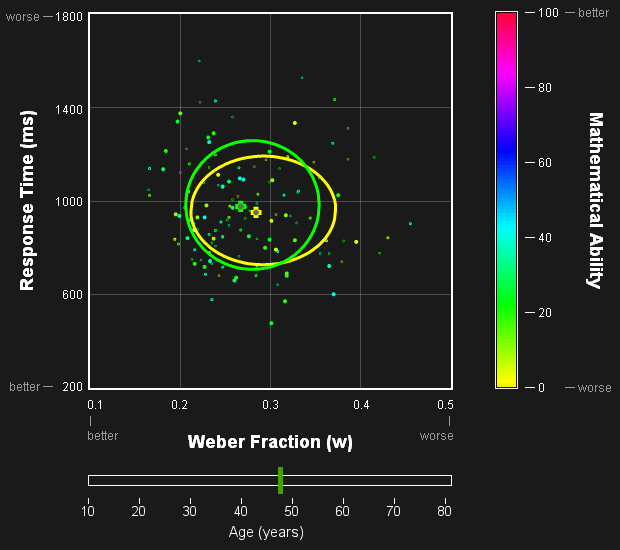 worse
1800
1400
1000
600
200
better
Response Time (ms)
0.1 0.2 0.3 0.4 0.5
better
worse
Weber Fraction (w)
10 20 30 40 50 60 70 80
Age (years)
100 better
80
60
40
20
0 worse
Mathematical Ability